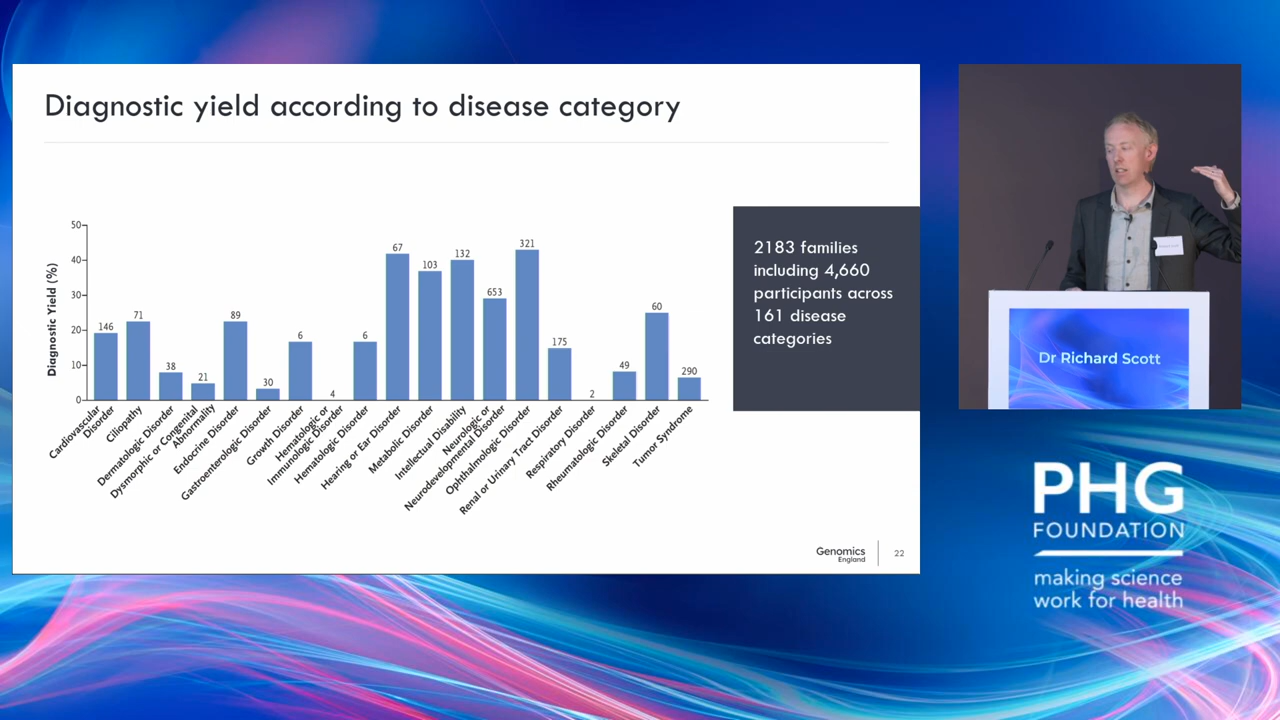 Diagnostic yield according to disease category
Diagnostic Yield (%)
50
40
30
20
10
0
146
71
38
21
89
30
6
4
6
67
103
132
653
321
175
2
49
60
290
Cardiovascular
Disorder
Ciliopathy
Dermatologic Disorder
Dysmorphic or Congenital
Abnormality
Endocrine Disorder
Gastroenterologic Disorder
Growth Disorder
Hematologic or
Immunologic Disorder
Hematologic Disorder
Hearing or Ear Disorder
Metabolic Disorder
Intellectual Disability
Neurologic or
Neurodevelopmental Disorder
Ophthalmologic Disorder
Renal or Urinary Tract Disorder
Respiratory Disorder
Rheumatologic Disorder
Skeletal Disorder
Tumor Syndrome
2183 families
including 4,660
participants across
161 disease
categories
Genomics
England
22
Dr Richard Scott
PHG
FOUNDATION
making science
work for health